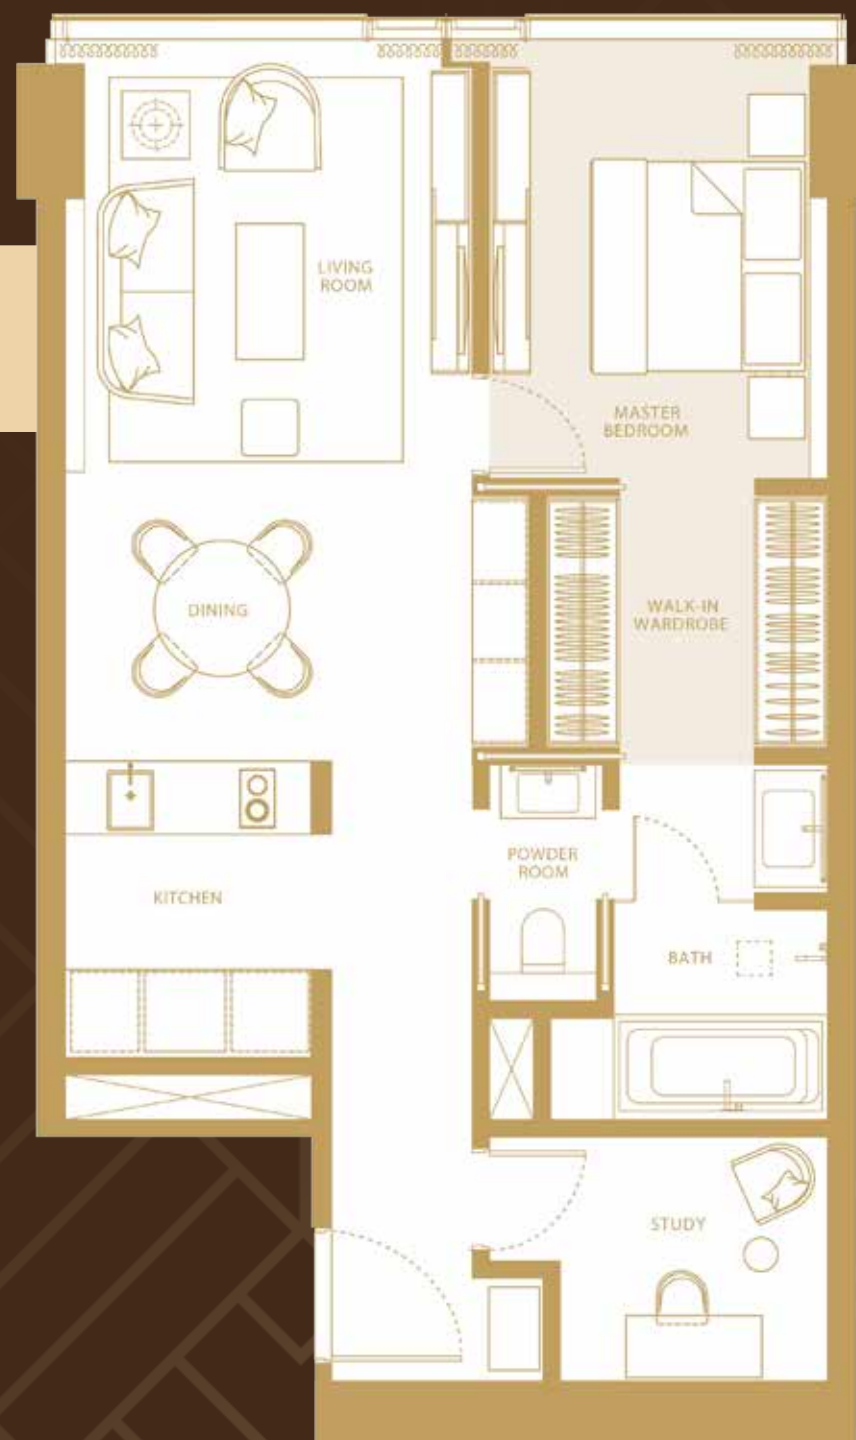 LIVING
ROOM
MASTER
BEDROOM
DINING
WALK-IN
WARDROBE
POWDER
ROOM
KITCHEN
BATH
STUDY